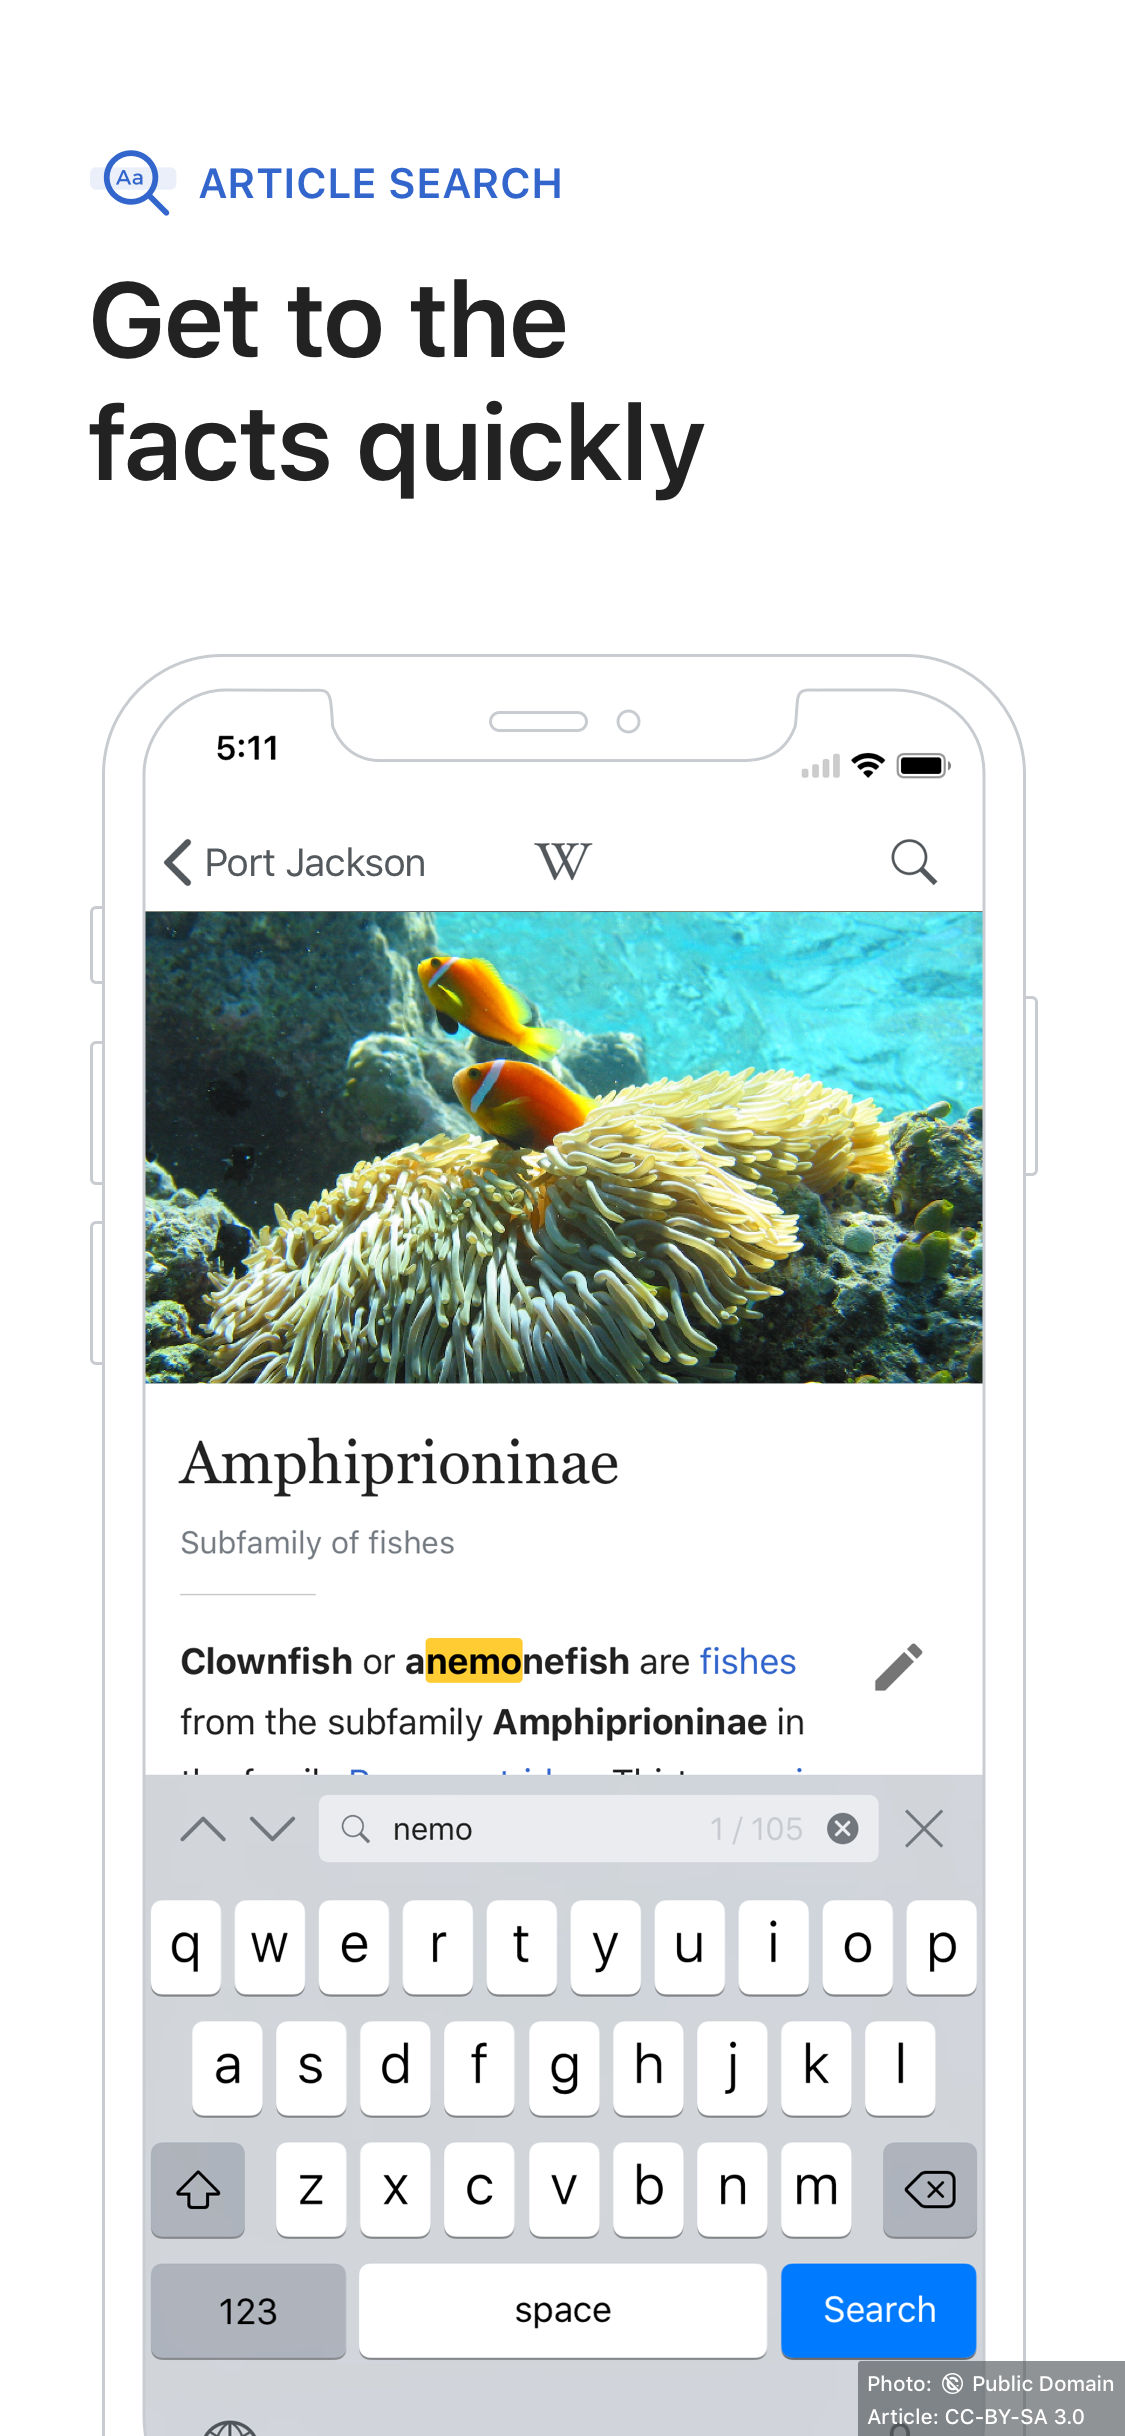 Aa ARTICLE SEARCH
Get to the
facts quickly
5:11
Port Jackson W
Amphiprioninae
Subfamily of fishes
Clownfish or anemonefish are fishes
from the subfamily Amphiprioninae in
nemo 1 / 105
q w e r t y u i o p
a s d f g h j k l
z x c v b n m
123 space Search
Photo: Public Domain
Article: CC-BY-SA 3.0